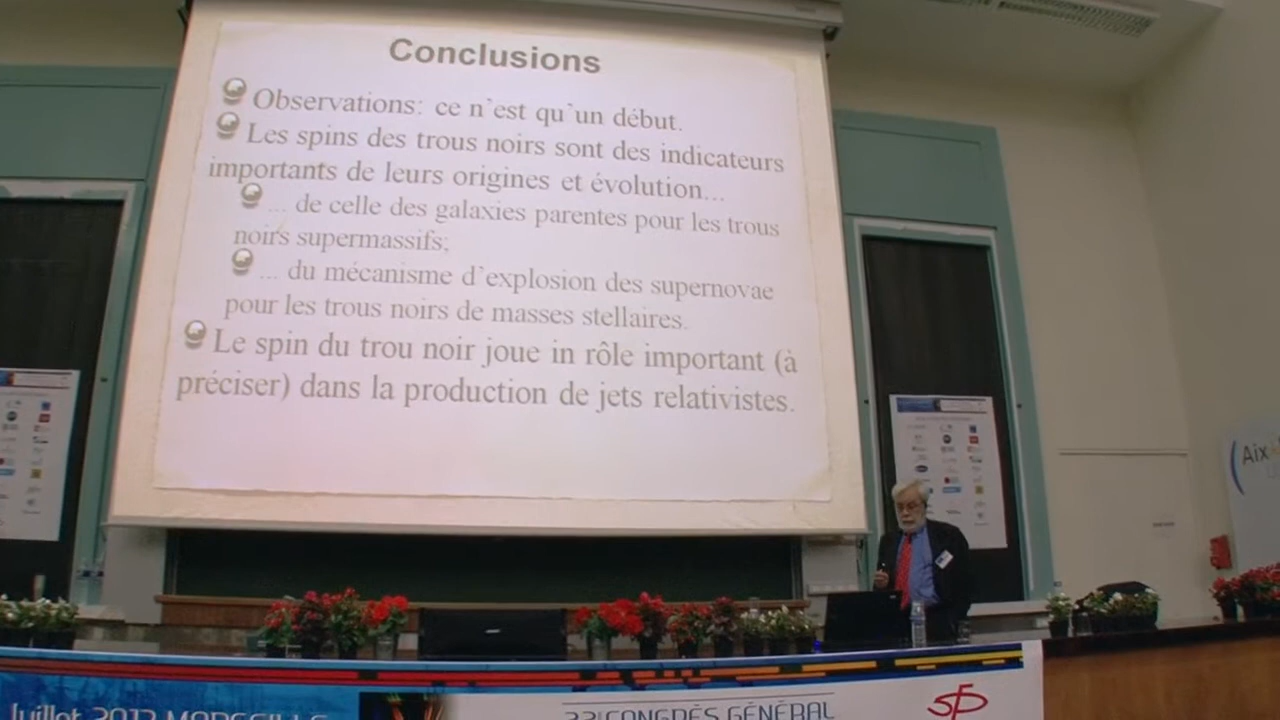 Conclusions
Observations: ce n'est qu'un début.
Les spins des trous noirs sont des indicateurs
importants de leurs origines et évolution...
... de celle des galaxies parentes pour les trous
noirs supermassifs;
... du mécanisme d'explosion des supernovae
pour les trous noirs de masses stellaires.
Le spin du trou noir joue in rôle important (à
préciser) dans la production de jets relativistes.
Aix
Juillet 2013 MARSEILLE
22e CONGRÈS GÉNÉRAL